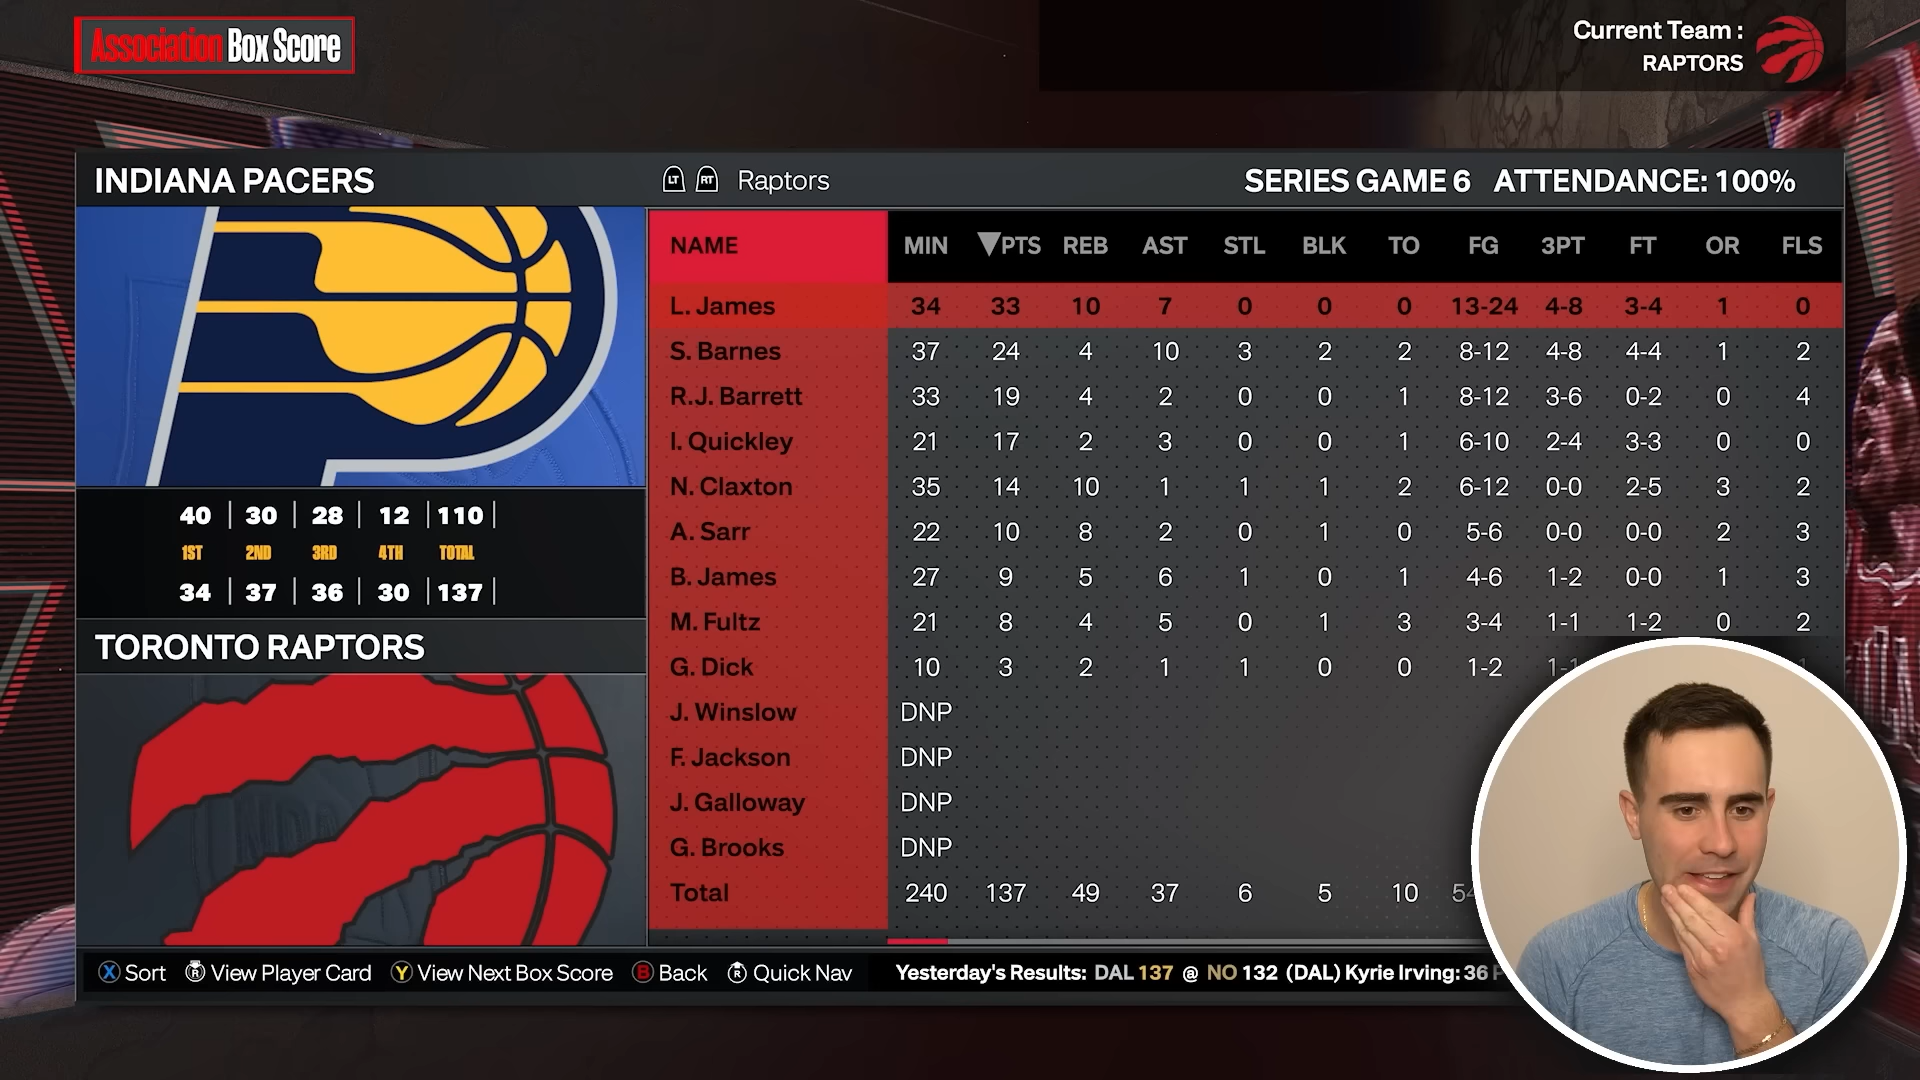 Association Box Score
Current Team :
RAPTORS
INDIANA PACERS
LT RT Raptors
SERIES GAME 6 ATTENDANCE: 100%
40 | 30 | 28 | 12 | 110 |
1ST 2ND 3RD 4TH TOTAL
34 | 37 | 36 | 30 | 137 |
TORONTO RAPTORS
NAME MIN ▼PTS REB AST STL BLK TO FG 3PT FT OR FLS
L. James 34 33 10 7 0 0 0 13-24 4-8 3-4 1 0
S. Barnes 37 24 4 10 3 2 2 8-12 4-8 4-4 1 2
R.J. Barrett 33 19 4 2 0 0 1 8-12 3-6 0-2 0 4
I. Quickley 21 17 2 3 0 0 1 6-10 2-4 3-3 0 0
N. Claxton 35 14 10 1 1 1 2 6-12 0-0 2-5 3 2
A. Sarr 22 10 8 2 0 1 0 5-6 0-0 0-0 2 3
B. James 27 9 5 6 1 0 1 4-6 1-2 0-0 1 3
M. Fultz 21 8 4 5 0 1 3 3-4 1-1 1-2 0 2
G. Dick 10 3 2 1 1 0 0 1-2
J. Winslow DNP
F. Jackson DNP
J. Galloway DNP
G. Brooks DNP
Total 240 137 49 37 6 5 10
X Sort R View Player Card Y View Next Box Score B Back R Quick Nav
Yesterday's Results: DAL 137 @ NO 132 (DAL) Kyrie Irving: 36